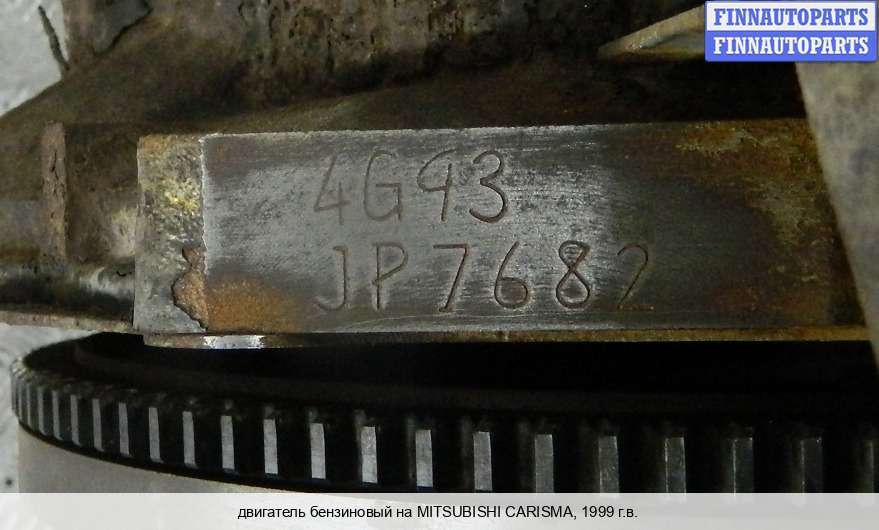 FINNAUTOPARTS
FINNAUTOPARTS
4G93
JP7682
двигатель бензиновый на MITSUBISHI CARISMA, 1999 г.в.